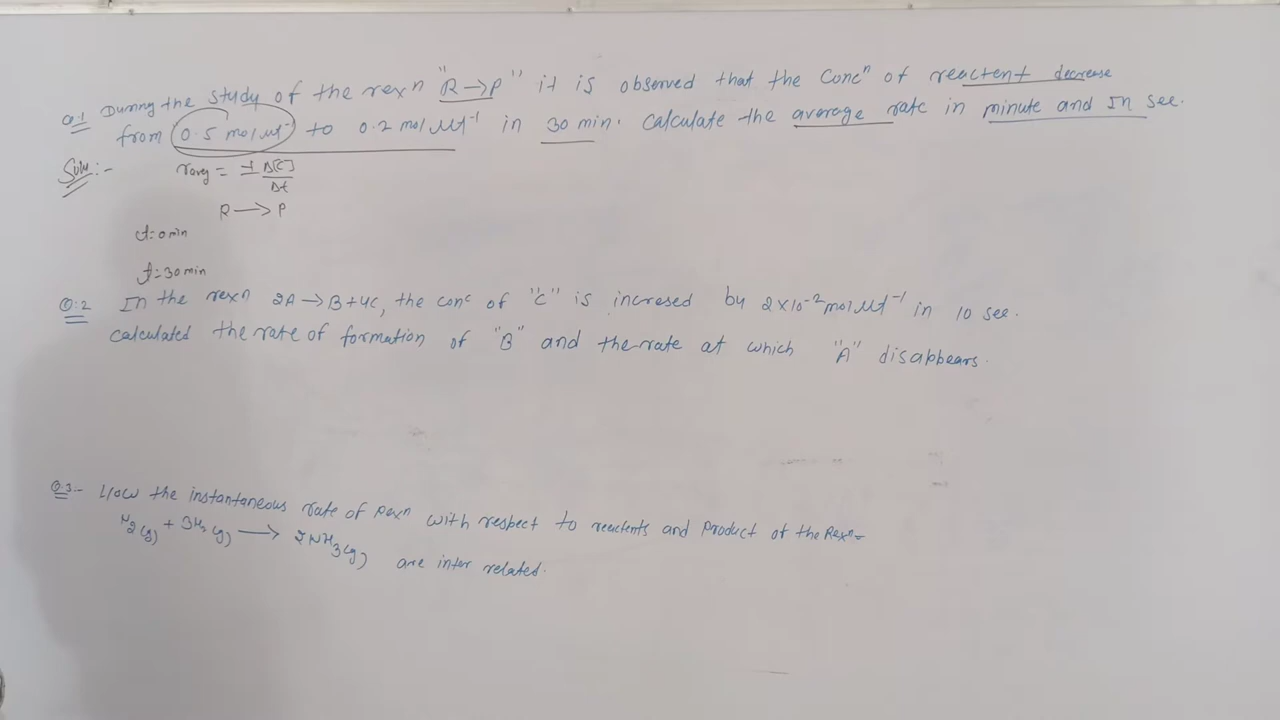 Q.1 During the study of the rexn "R→P" it is observed that the Concn of reactent decrease
from 0.5 mol lit-1 to 0.2 mol lit-1 in 30 min. Calculate the average rate in minute and In sec.
Soln:- ravg = ± Δ[C]/Δt
R → P
t=0 min
t=30 min
Q.2 In the rexn 2A → B+4C, the conc of "C" is incresed by 2×10-2 mol lit-1 in 10 sec.
calculated the rate of formation of "B" and the rate at which "A" disappears.
Q.3- How the instantaneous rate of Rexn with respect to reactents and Product of the Rexn-
N2(g) + 3H2(g) → 2NH3(g) are inter related.